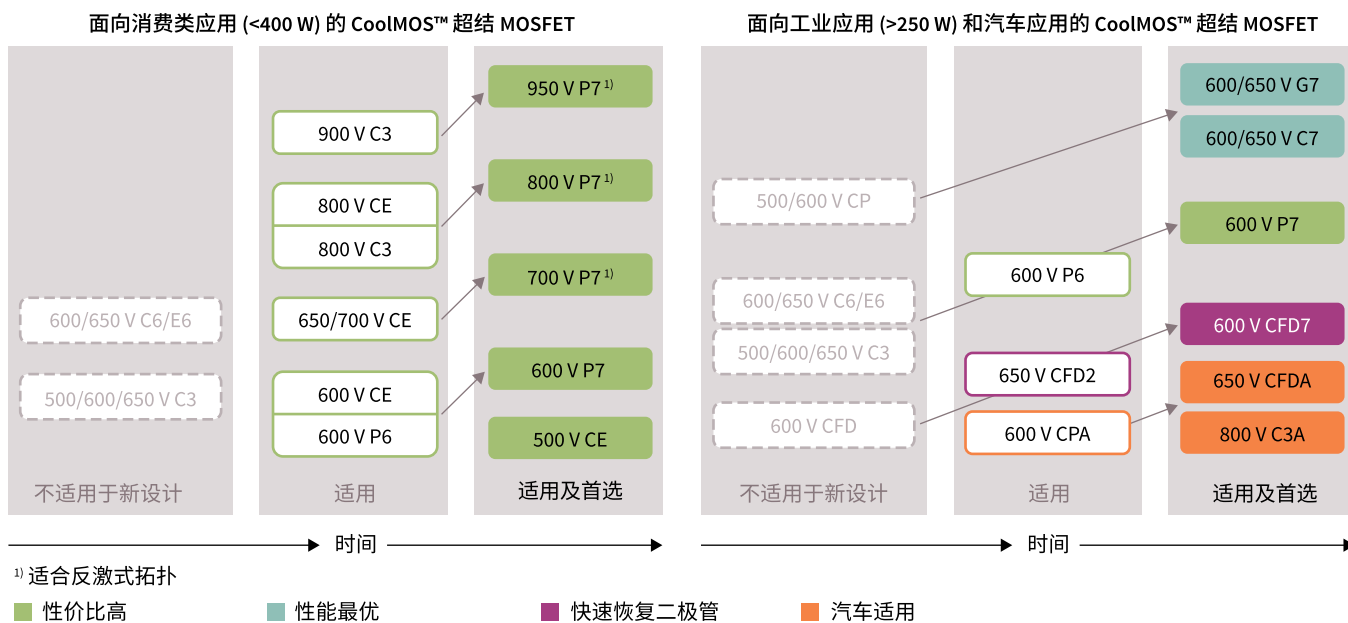 面向消费类应用 (<400 W) 的 CoolMOS™ 超结 MOSFET
950 V P7 1)
900 V C3
800 V P7 1)
800 V CE
800 V C3
700 V P7 1)
600/650 V C6/E6
650/700 V CE
600 V P7
500/600/650 V C3
600 V CE
600 V P6
500 V CE
不适用于新设计
适用
适用及首选
时间
面向工业应用 (>250 W) 和汽车应用的 CoolMOS™ 超结 MOSFET
600/650 V G7
600/650 V C7
500/600 V CP
600 V P7
600 V P6
600/650 V C6/E6
500/600/650 V C3
600 V CFD7
650 V CFD2
650 V CFDA
600 V CFD
600 V CPA
800 V C3A
不适用于新设计
适用
适用及首选
时间
1) 适合反激式拓扑
性价比高
性能最优
快速恢复二极管
汽车适用